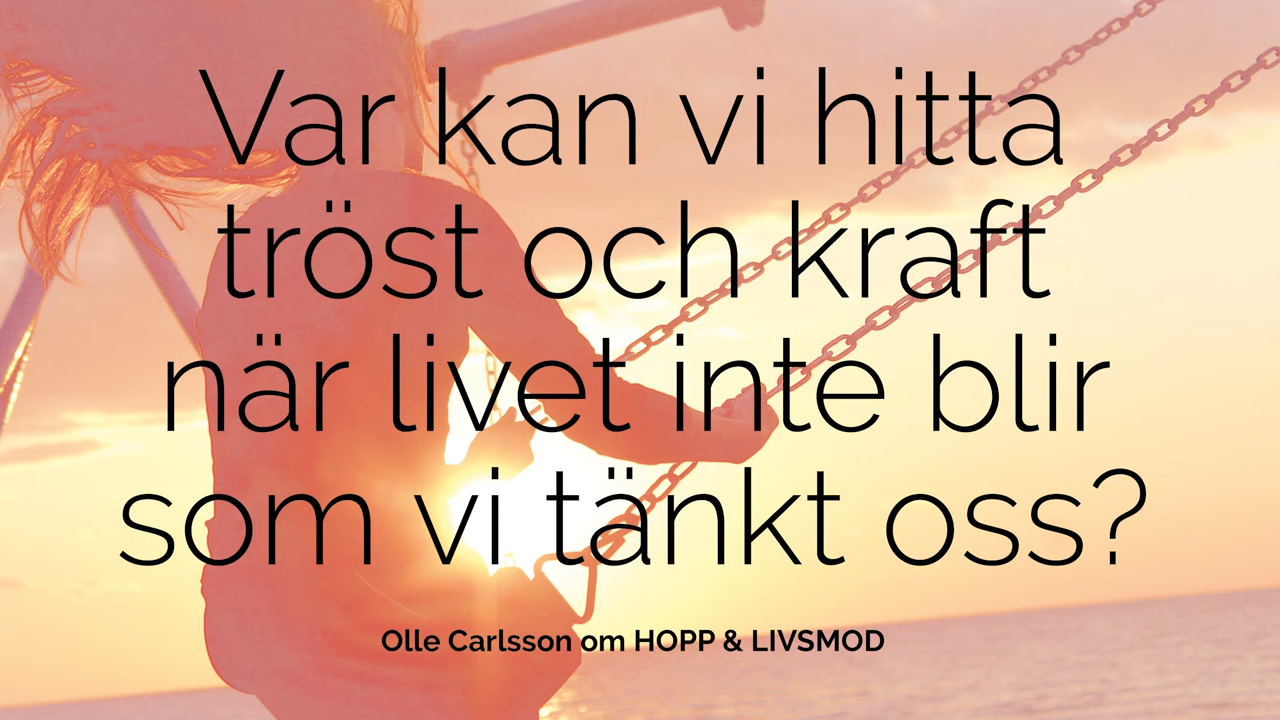 Var kan vi hitta
tröst och kraft
när livet inte blir
som vi tänkt oss?
Olle Carlsson om HOPP & LIVSMOD